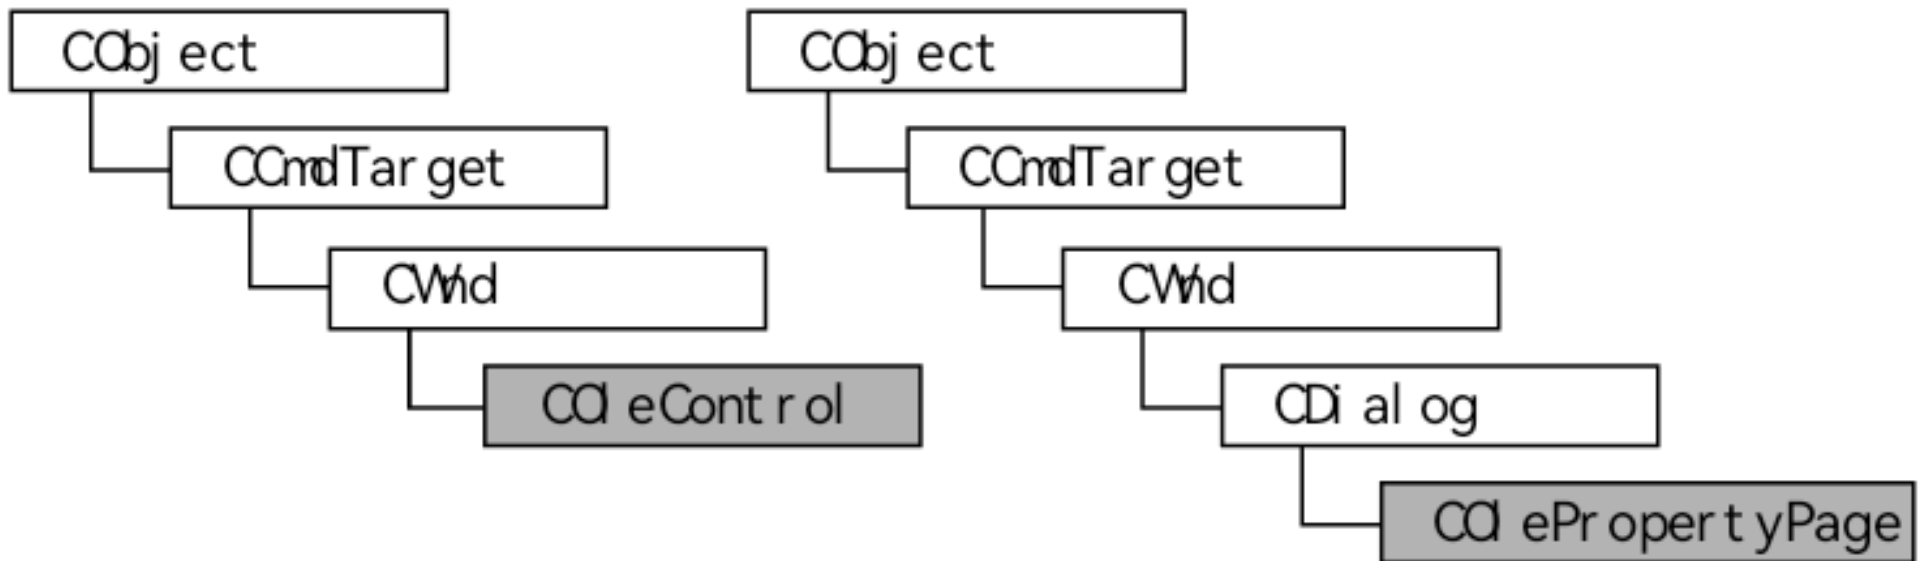 CObject
CCmdTarget
CWnd
COleControl
CObject
CCmdTarget
CWnd
CDialog
COlePropertyPage